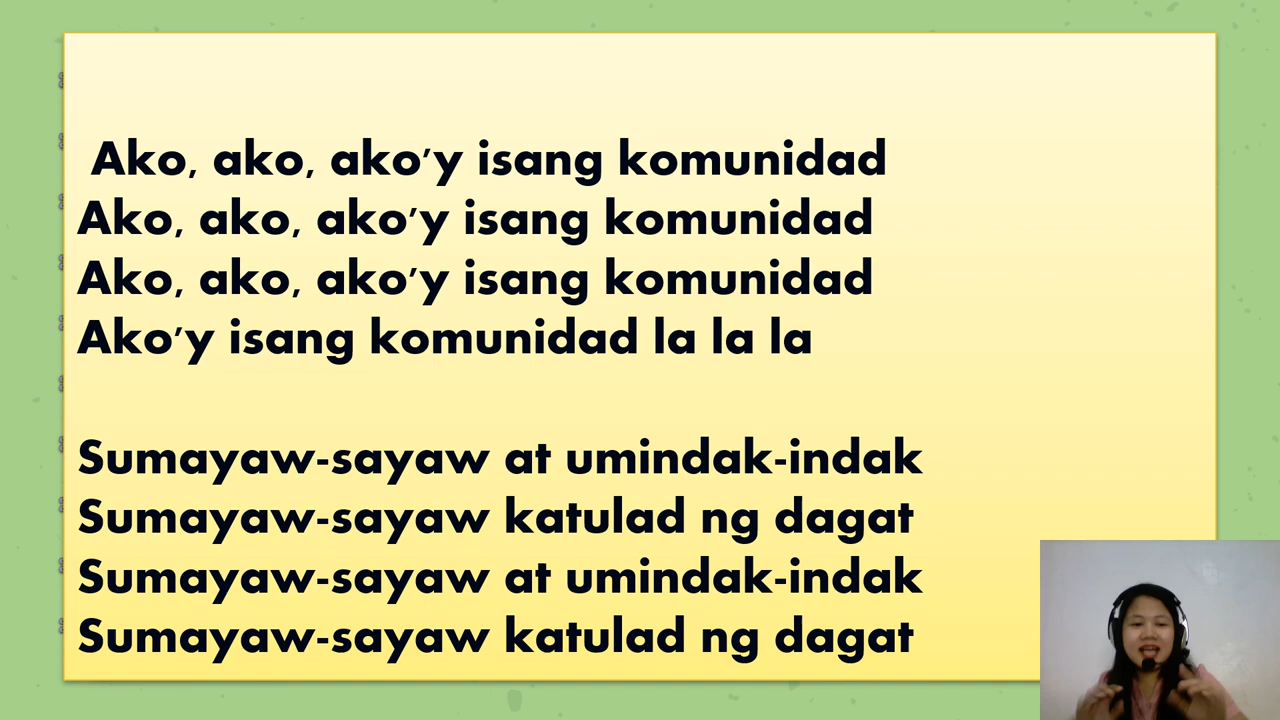 Ako, ako, ako'y isang komunidad
Ako, ako, ako'y isang komunidad
Ako, ako, ako'y isang komunidad
Ako'y isang komunidad la la la
Sumayaw-sayaw at umindak-indak
Sumayaw-sayaw katulad ng dagat
Sumayaw-sayaw at umindak-indak
Sumayaw-sayaw katulad ng dagat